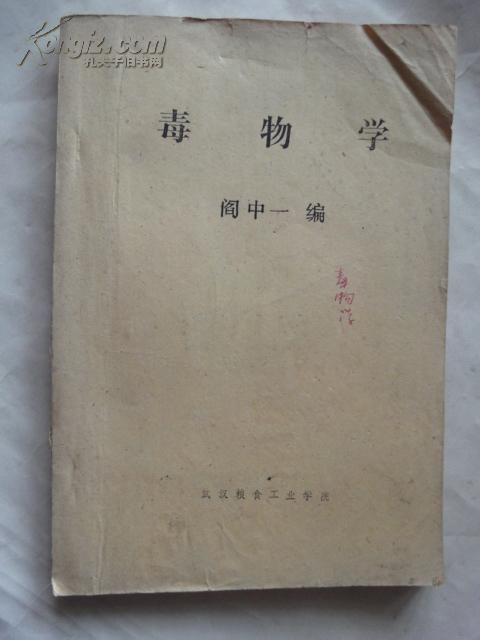 Kongfz.com
孔夫子旧书网
毒物学
阎中一 编
毒物学
武汉粮食工业学院